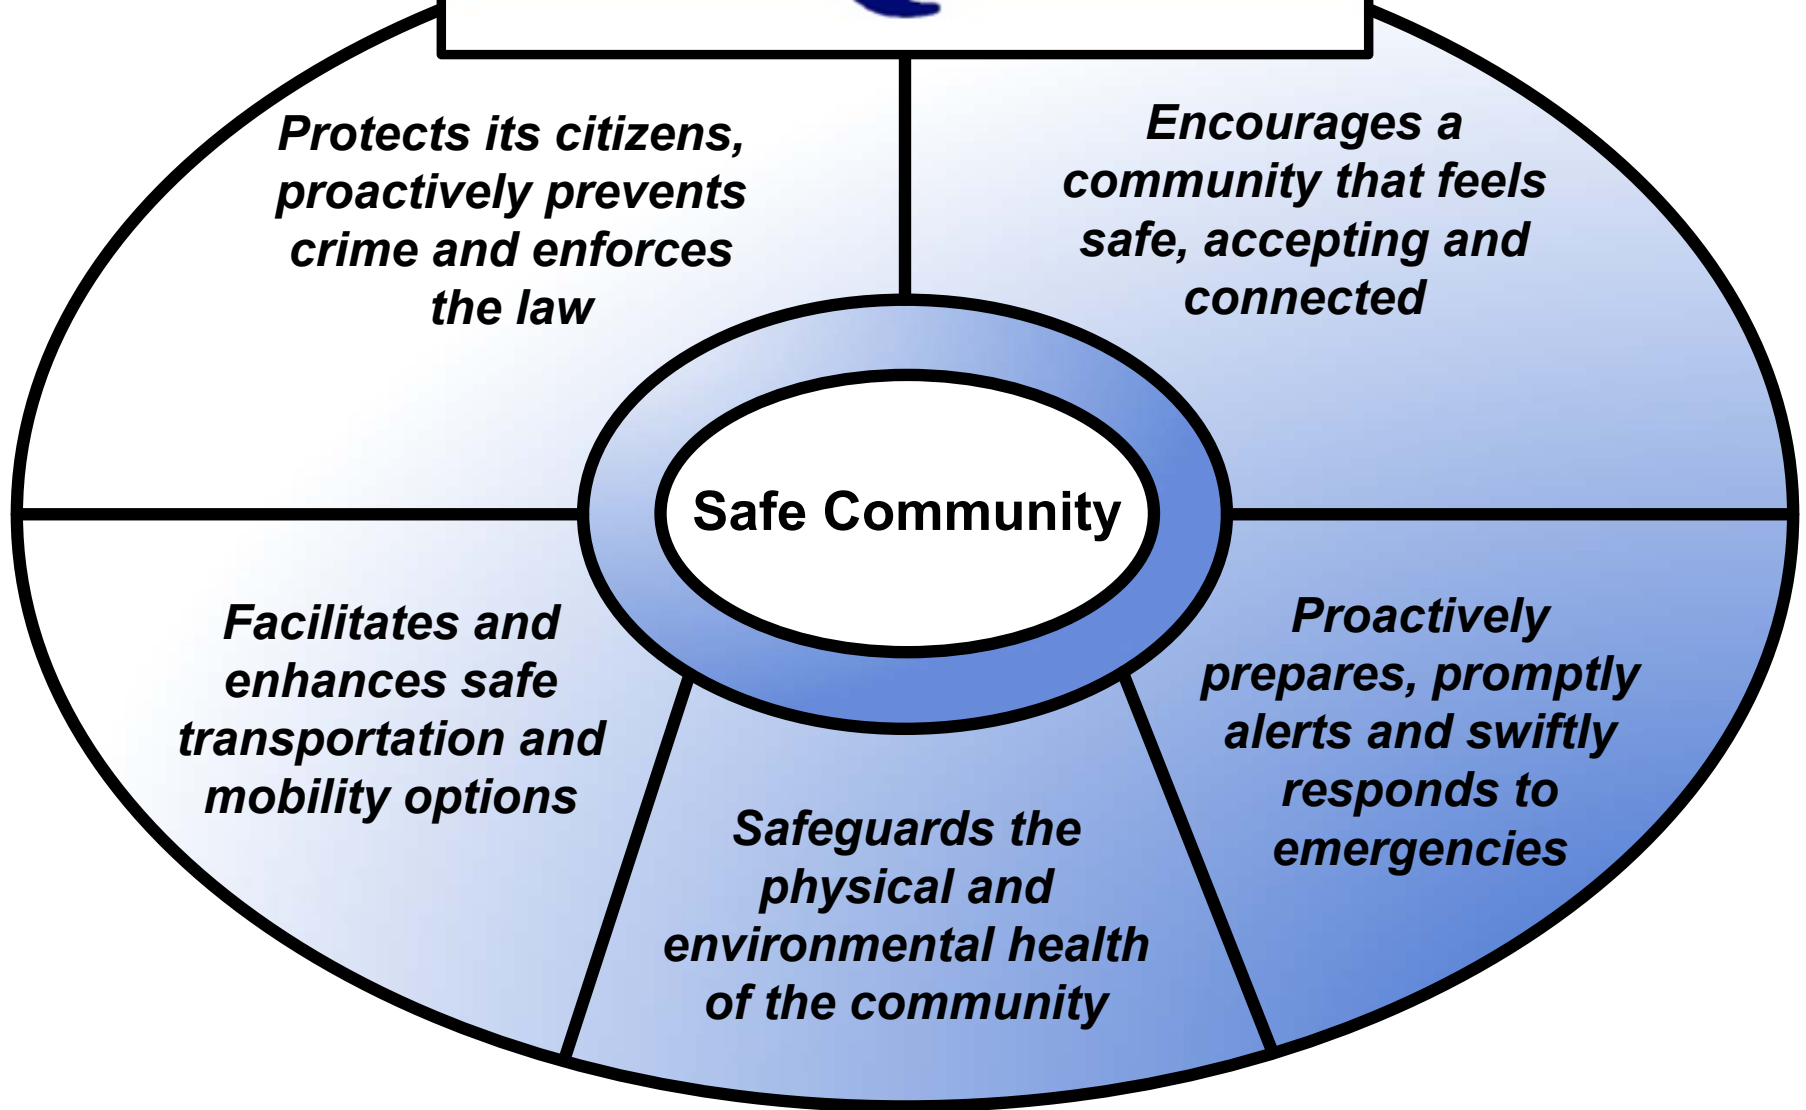 Protects its citizens,
proactively prevents
crime and enforces
the law
Encourages a
community that feels
safe, accepting and
connected
Safe Community
Facilitates and
enhances safe
transportation and
mobility options
Safeguards the
physical and
environmental health
of the community
Proactively
prepares, promptly
alerts and swiftly
responds to
emergencies